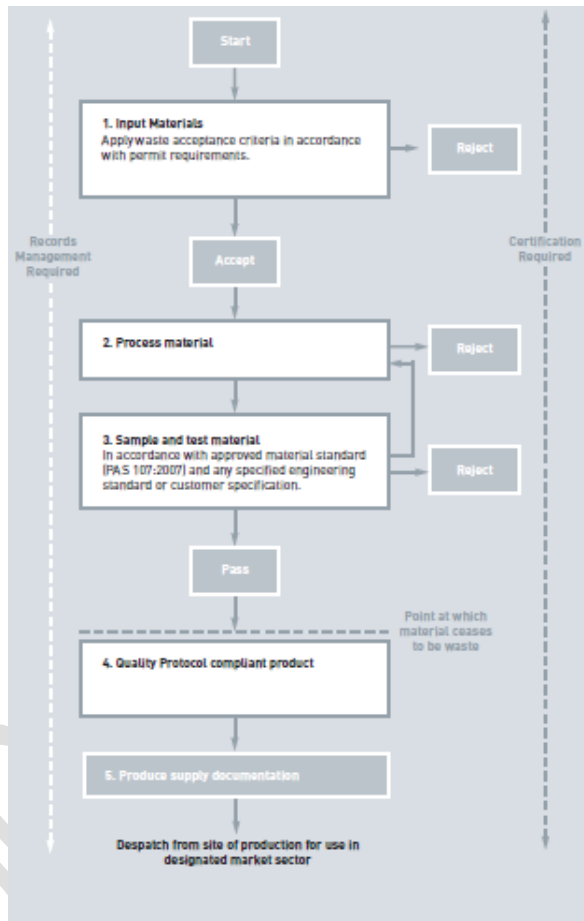 Start
1. Input Materials
Apply waste acceptance criteria in accordance
with permit requirements.
Reject
Records
Management
Required
Certification
Required
Accept
2. Process material
Reject
3. Sample and test material
In accordance with approved material standard
(PAS 107:2007) and any specified engineering
standard or customer specification.
Reject
Pass
Point at which
material ceases
to be waste
4. Quality Protocol compliant product
5. Produce supply documentation
Despatch from site of production for use in
designated market sector